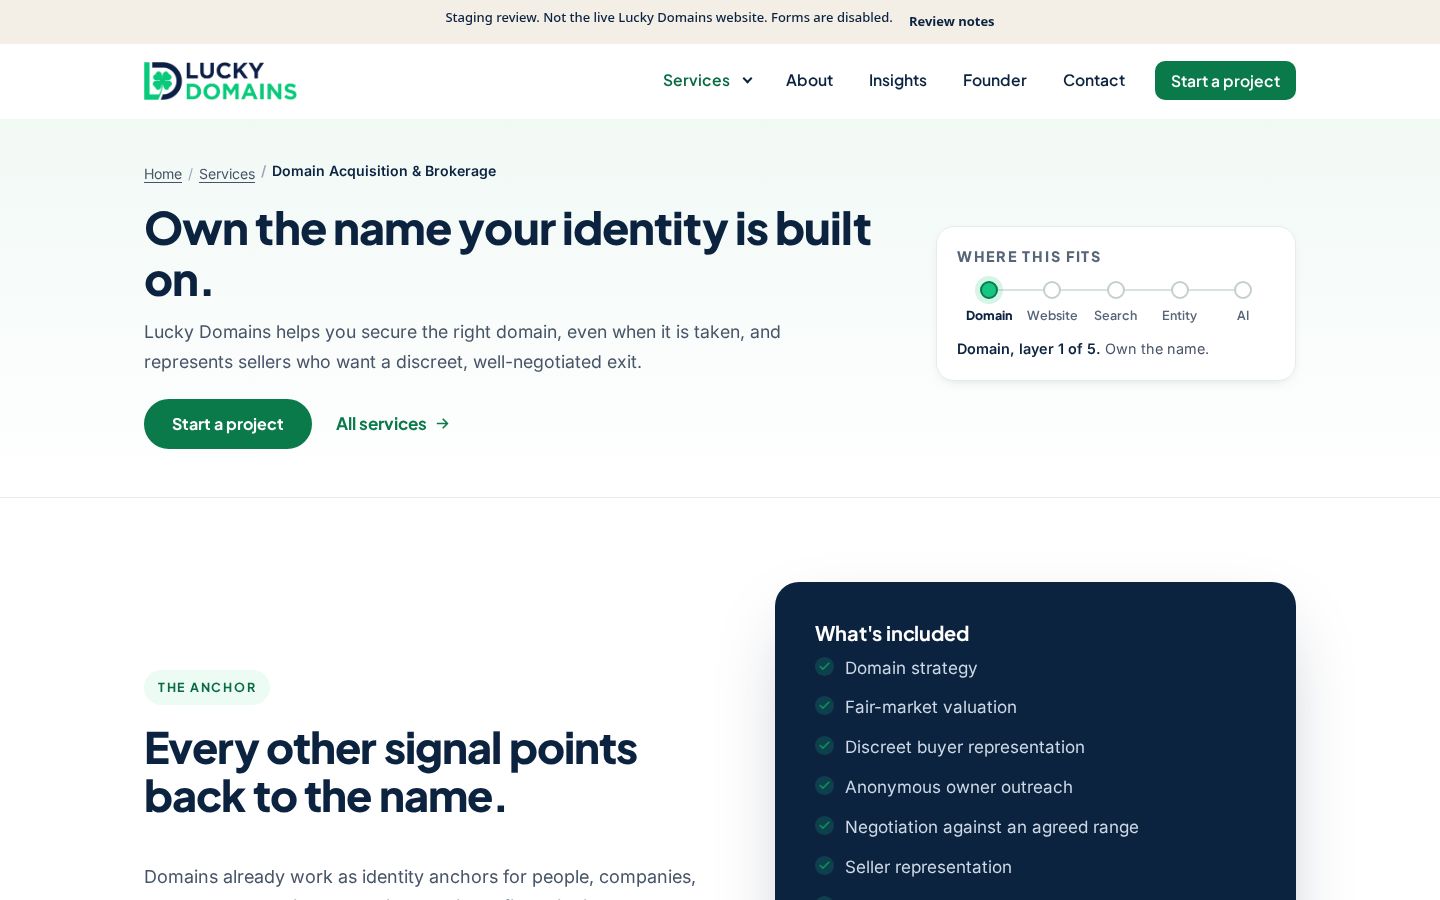 Staging review. Not the live Lucky Domains website. Forms are disabled. Review notes
LUCKY
DOMAINS
Services About Insights Founder Contact Start a project
Home / Services / Domain Acquisition & Brokerage
Own the name your identity is built
on.
Lucky Domains helps you secure the right domain, even when it is taken, and
represents sellers who want a discreet, well-negotiated exit.
Start a project All services →
WHERE THIS FITS
Domain Website Search Entity AI
Domain, layer 1 of 5. Own the name.
THE ANCHOR
Every other signal points
back to the name.
Domains already work as identity anchors for people, companies,
What's included
Domain strategy
Fair-market valuation
Discreet buyer representation
Anonymous owner outreach
Negotiation against an agreed range
Seller representation